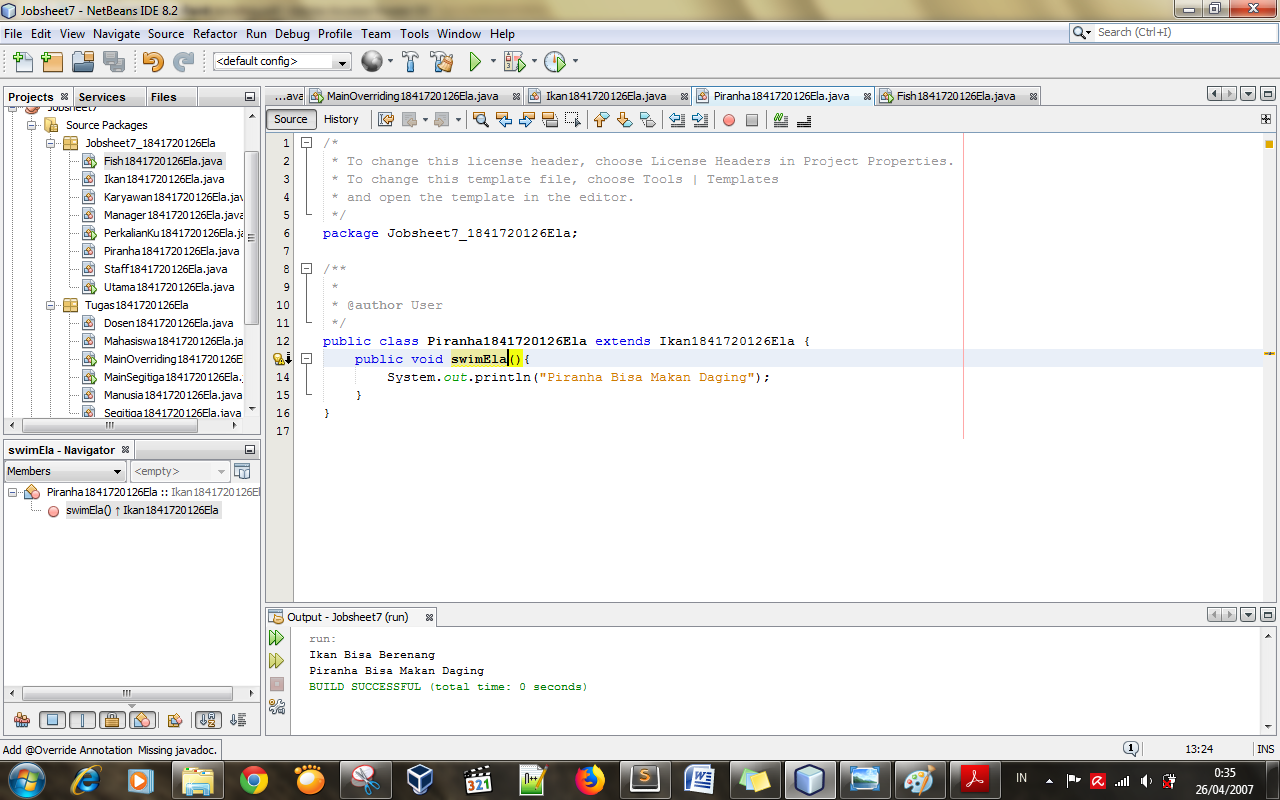 Jobsheet7 - NetBeans IDE 8.2
File Edit View Navigate Source Refactor Run Debug Profile Team Tools Window Help
Search (Ctrl+I)
<default config>
Projects Services Files
Jobsheet7
Source Packages
Jobsheet7_1841720126Ela
Fish1841720126Ela.java
Ikan1841720126Ela.java
Karyawan1841720126Ela.jav
Manager1841720126Ela.java
PerkalianKu1841720126Ela.ja
Piranha1841720126Ela.java
Staff1841720126Ela.java
Utama1841720126Ela.java
Tugas1841720126Ela
Dosen1841720126Ela.java
Mahasiswa1841720126Ela.jav
MainOverriding1841720126E
MainSegitiga1841720126Ela.
Manusia1841720126Ela.java
Segitiga1841720126Ela.java
swimEla - Navigator
Members <empty>
Piranha1841720126Ela :: Ikan1841720126El
swimEla() ↑ Ikan1841720126Ela
...ava MainOverriding1841720126Ela.java Ikan1841720126Ela.java Piranha1841720126Ela.java Fish1841720126Ela.java
Source History
1 /*
2 * To change this license header, choose License Headers in Project Properties.
3 * To change this template file, choose Tools | Templates
4 * and open the template in the editor.
5 */
6 package Jobsheet7_1841720126Ela;
7
8 /**
9 *
10 * @author User
11 */
12 public class Piranha1841720126Ela extends Ikan1841720126Ela {
public void swimEla(){
14 System.out.println("Piranha Bisa Makan Daging");
15 }
16 }
17
Output - Jobsheet7 (run)
run:
Ikan Bisa Berenang
Piranha Bisa Makan Daging
BUILD SUCCESSFUL (total time: 0 seconds)
Add @Override Annotation Missing javadoc.
1 13:24 INS
321
IN
0:35
26/04/2007